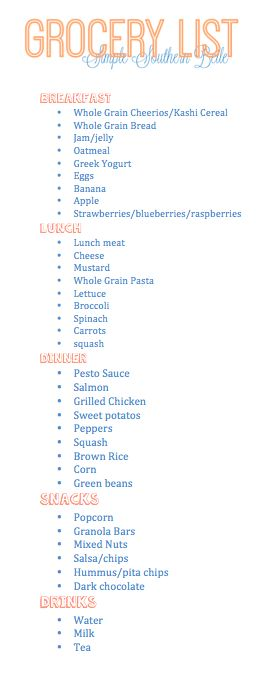 GROCERY LIST
Simple Southern Belle
BREAKFAST
• Whole Grain Cheerios/Kashi Cereal
• Whole Grain Bread
• Jam/jelly
• Oatmeal
• Greek Yogurt
• Eggs
• Banana
• Apple
• Strawberries/blueberries/raspberries
LUNCH
• Lunch meat
• Cheese
• Mustard
• Whole Grain Pasta
• Lettuce
• Broccoli
• Spinach
• Carrots
• squash
DINNER
• Pesto Sauce
• Salmon
• Grilled Chicken
• Sweet potatos
• Peppers
• Squash
• Brown Rice
• Corn
• Green beans
SNACKS
• Popcorn
• Granola Bars
• Mixed Nuts
• Salsa/chips
• Hummus/pita chips
• Dark chocolate
DRINKS
• Water
• Milk
• Tea